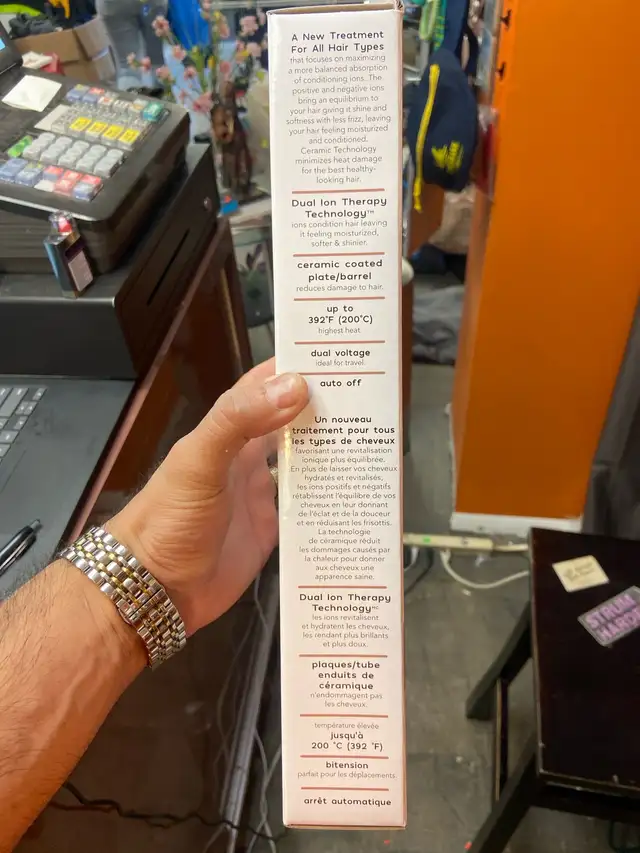 A New Treatment
For All Hair Types
that focuses on maximizing
a more balanced absorption
of conditioning ions. The
positive and negative ions
bring an equilibrium to
your hair giving it shine and
softness with less frizz, leaving
your hair feeling moisturized
and conditioned.
Ceramic Technology
minimizes heat damage
for the best healthy-
looking hair.
Dual Ion Therapy
Technology™
ions condition hair leaving
it feeling moisturized,
softer & shinier.
ceramic coated
plate/barrel
reduces damage to hair.
up to
392°F (200°C)
highest heat
dual voltage
ideal for travel.
auto off
Un nouveau
traitement pour tous
les types de cheveux
favorisant une revitalisation
ionique plus équilibrée.
En plus de laisser vos cheveux
hydratés et revitalisés,
les ions positifs et négatifs
rétablissent l'équilibre de vos
cheveux en leur donnant
de l'éclat et de la douceur
et en réduisant les frisottis.
La technologie
de céramique réduit
les dommages causés par
la chaleur pour donner
aux cheveux une
apparence saine.
Dual Ion Therapy
Technology MC
les ions revitalisent
et hydratent les cheveux,
les rendant plus brillants
et plus doux.
plaques/tube
enduits de
céramique
n'endommagent pas
les cheveux.
température élevée
jusqu'à
200 °C (392 °F)
bitension
parfait pour les déplacements
arrêt automatique